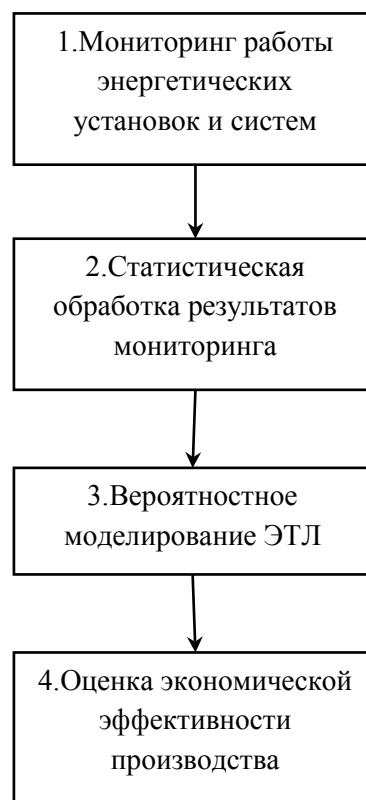 1.Мониторинг работы
энергетических
установок и систем
2.Статистическая
обработка результатов
мониторинга
3.Вероятностное
моделирование ЭТЛ
4.Оценка экономической
эффективности
производства